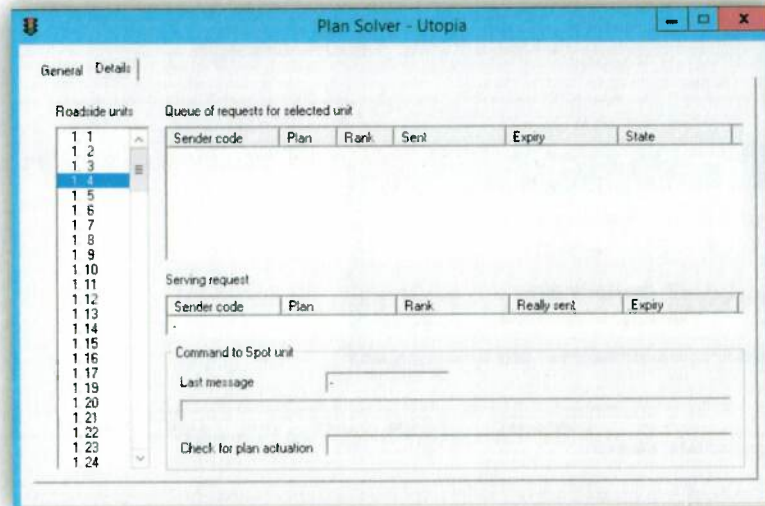 Plan Solver - Utopia
General Details
Roadside units
1 1
1 2
1 3
1 4
1 5
1 6
1 7
1 8
1 9
1 10
1 11
1 12
1 13
1 14
1 15
1 16
1 17
1 19
1 20
1 21
1 22
1 23
1 24
Queue of requests for selected unit
Sender code Plan Rank Sent Expiry State
Serving request
Sender code Plan Rank Really sent Expiry
-
Command to Spot unit
Last message -
Check for plan actuation